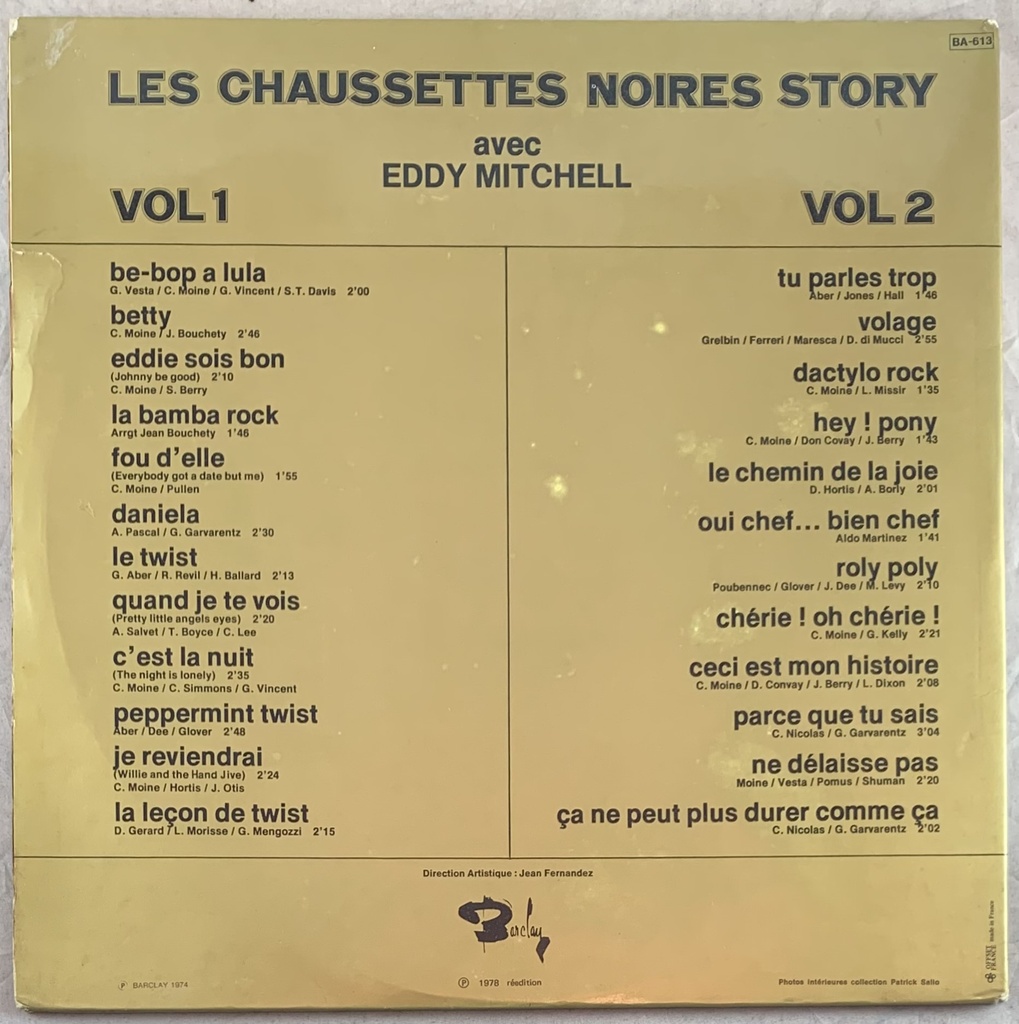 BA-613
LES CHAUSSETTES NOIRES STORY
avec
EDDY MITCHELL
VOL 1
VOL 2
be-bop a lula
G. Vesta / C. Moine / G. Vincent / S.T. Davis 2'00
betty
C. Moine / J. Bouchety 2'46
eddie sois bon
(Johnny be good) 2'10
C. Moine / S. Berry
la bamba rock
Arrgt Jean Bouchety 1'46
fou d'elle
(Everybody got a date but me) 1'55
C. Moine / Pullen
daniela
A. Pascal / G. Garvarentz 2'30
le twist
G. Aber / R. Revil / H. Ballard 2'13
quand je te vois
(Pretty little angels eyes) 2'20
A. Salvet / T. Boyce / C. Lee
c'est la nuit
(The night is lonely) 2'35
C. Moine / C. Simmons / G. Vincent
peppermint twist
Aber / Dee / Glover 2'48
je reviendrai
(Willie and the Hand Jive) 2'24
C. Moine / Hortis / J. Otis
la leçon de twist
D. Gerard / L. Morisse / G. Mengozzi 2'15
tu parles trop
Aber / Jones / Hall 1'46
volage
Grelbin / Ferreri / Maresca / D. di Mucci 2'55
dactylo rock
C. Moine / L. Missir 1'35
hey ! pony
C. Moine / Don Covay / J. Berry 1'43
le chemin de la joie
D. Hortis / A. Borly 2'01
oui chef... bien chef
Aldo Martinez 1'41
roly poly
Poubennec / Glover / J. Dee / M. Levy 2'10
chérie ! oh chérie !
C. Moine / G. Kelly 2'21
ceci est mon histoire
C. Moine / D. Convay / J. Berry / L. Dixon 2'08
parce que tu sais
C. Nicolas / G. Garvarentz 3'04
ne délaisse pas
Moine / Vesta / Pomus / Shuman 2'20
ça ne peut plus durer comme ça
C. Nicolas / G. Garvarentz 2'02
Direction Artistique : Jean Fernandez
Barclay
℗ BARCLAY 1974
℗ 1978 réédition
Photos Intérieures collection Patrick Salio
OFFSET FRANCE made in France